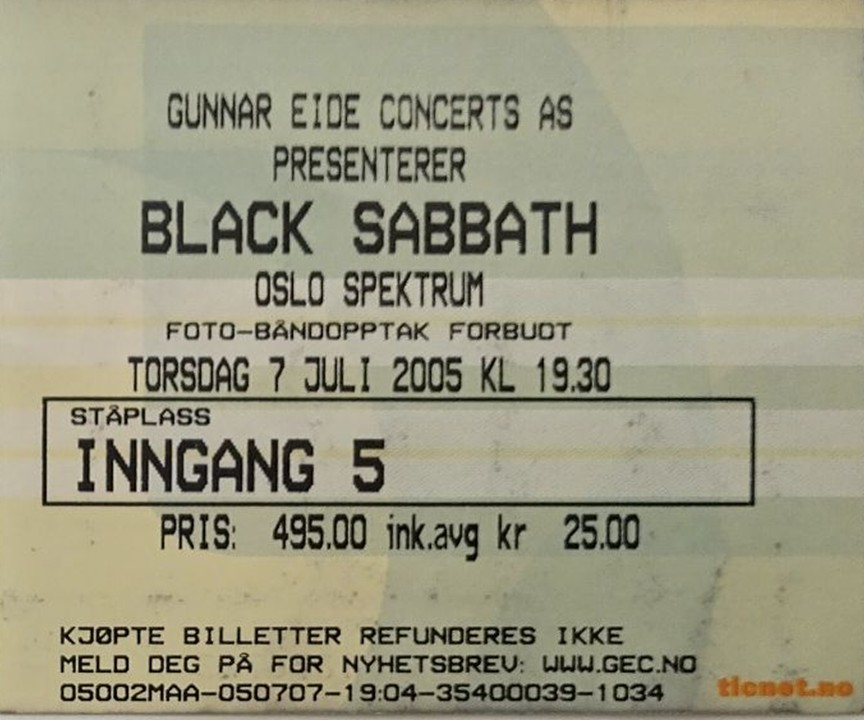 GUNNAR EIDE CONCERTS AS
PRESENTERER
BLACK SABBATH
OSLO SPEKTRUM
FOTO-BÅNDOPPTAK FORBUDT
TORSDAG 7 JULI 2005 KL 19.30
STÅPLASS
INNGANG 5
PRIS: 495.00 ink.avg kr 25.00
KJØPTE BILLETTER REFUNDERES IKKE
MELD DEG PÅ FOR NYHETSBREV: WWW.GEC.NO
05002MAA-050707-19:04-35400039-1034
ticnet.no